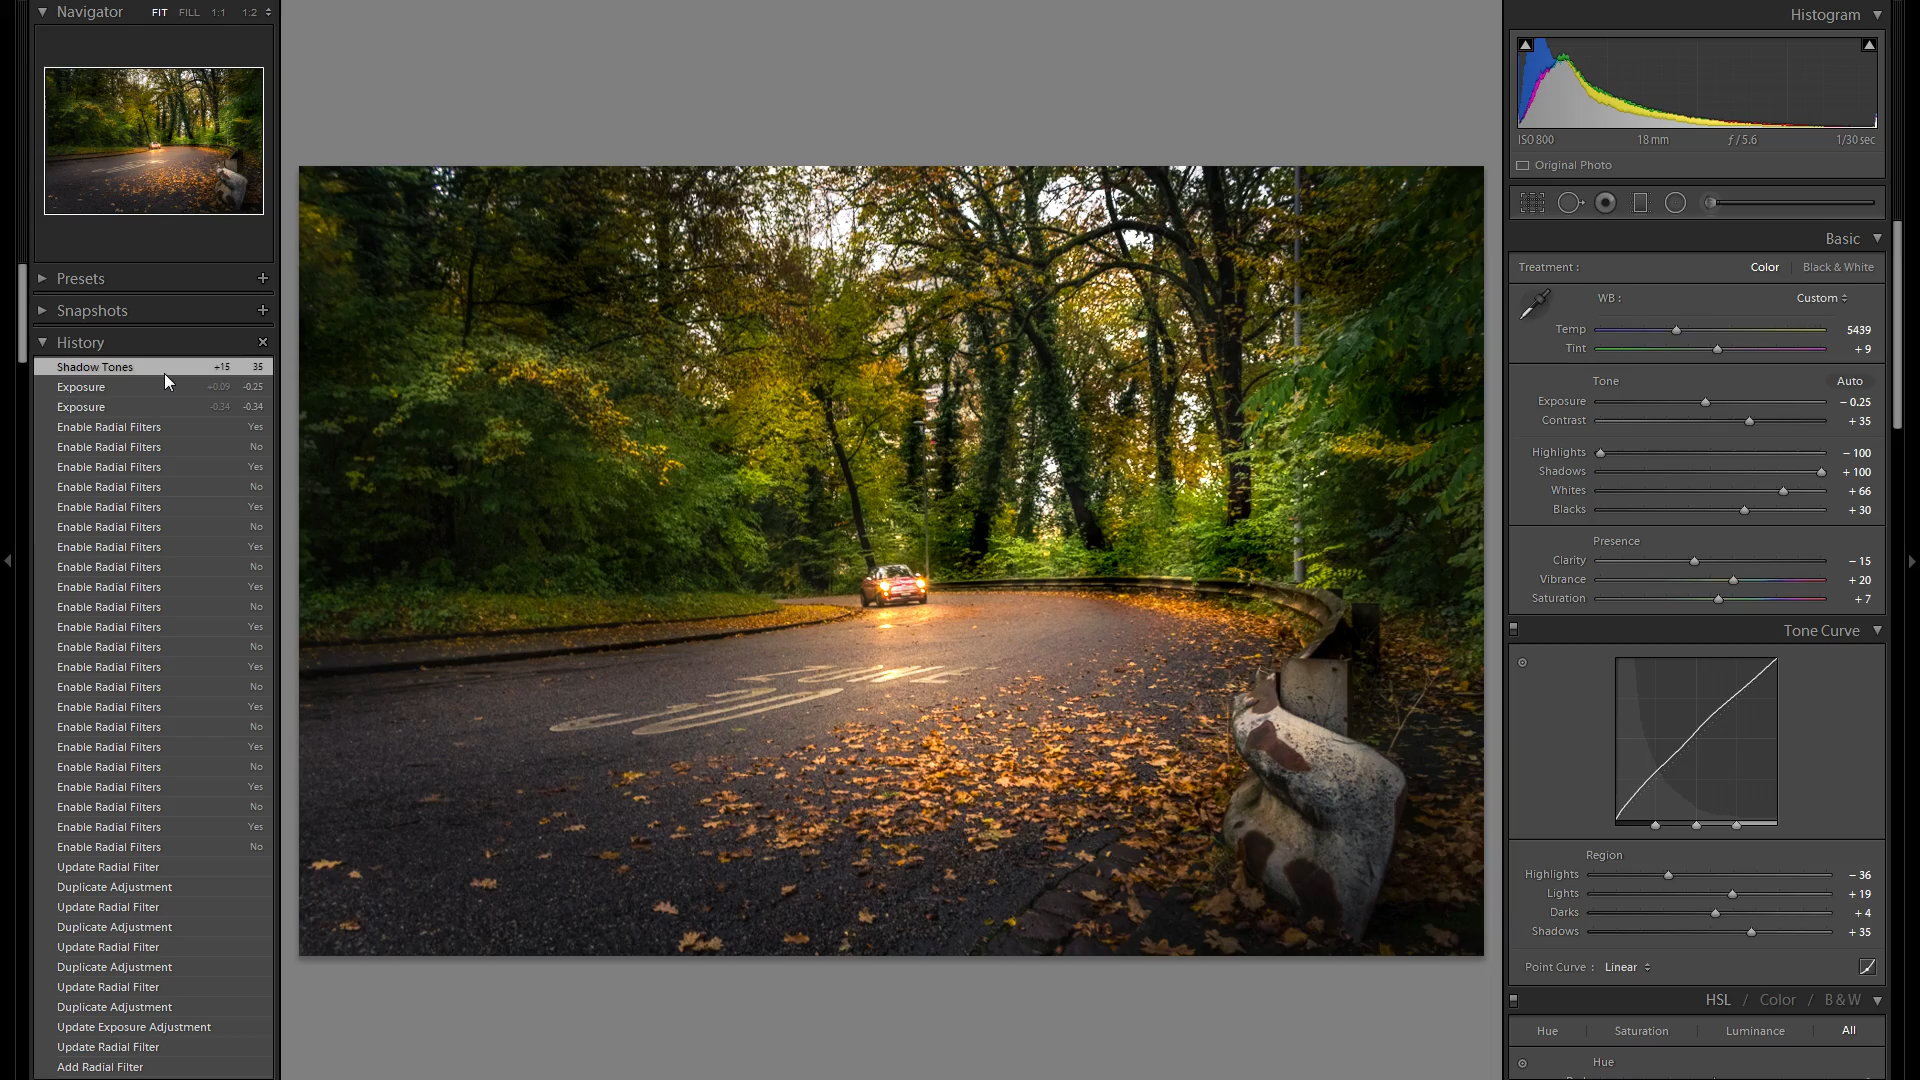 Navigator FIT FILL 1:1 1:2
Presets +
Snapshots +
History ×
Shadow Tones +15 35
Exposure +0.09 -0.25
Exposure -0.34 -0.34
Enable Radial Filters Yes
Enable Radial Filters No
Enable Radial Filters Yes
Enable Radial Filters No
Enable Radial Filters Yes
Enable Radial Filters No
Enable Radial Filters Yes
Enable Radial Filters No
Enable Radial Filters Yes
Enable Radial Filters No
Enable Radial Filters Yes
Enable Radial Filters No
Enable Radial Filters Yes
Enable Radial Filters No
Enable Radial Filters Yes
Enable Radial Filters No
Enable Radial Filters Yes
Enable Radial Filters No
Enable Radial Filters Yes
Enable Radial Filters No
Enable Radial Filters Yes
Enable Radial Filters No
Update Radial Filter
Duplicate Adjustment
Update Radial Filter
Duplicate Adjustment
Update Radial Filter
Duplicate Adjustment
Update Radial Filter
Duplicate Adjustment
Update Exposure Adjustment
Update Radial Filter
Add Radial Filter
Histogram
ISO 800 18 mm ƒ / 5.6 1/30 sec
Original Photo
Basic
Treatment : Color Black & White
WB : Custom
Temp 5439
Tint + 9
Tone Auto
Exposure − 0.25
Contrast + 35
Highlights − 100
Shadows + 100
Whites + 66
Blacks + 30
Presence
Clarity − 15
Vibrance + 20
Saturation + 7
Tone Curve
Region
Highlights − 36
Lights + 19
Darks + 4
Shadows + 35
Point Curve : Linear
HSL / Color / B & W
Hue Saturation Luminance All
Hue